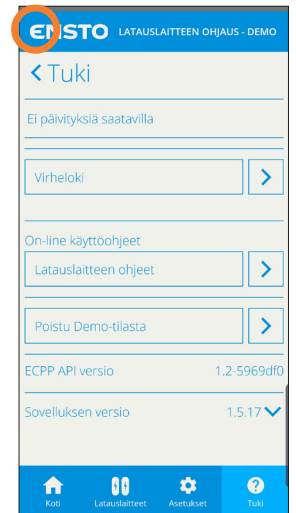 ENSTO LATAUSLAITTEEN OHJAUS - DEMO
Tuki
Ei päivityksiä saatavilla
Virheloki
On-line käyttöohjeet
Latauslaitteen ohjeet
Poistu Demo-tilasta
ECPP API versio 1.2-5969df0
Sovelluksen versio 1.5.17
Koti Latauslaitteet Asetukset Tuki